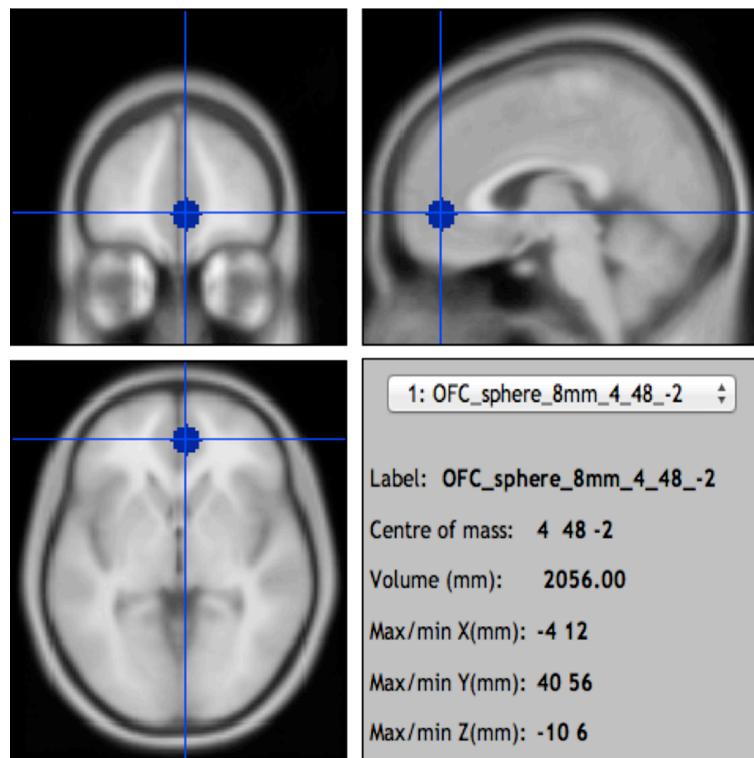 1: OFC_sphere_8mm_4_48_-2
Label: OFC_sphere_8mm_4_48_-2
Centre of mass: 4 48 -2
Volume (mm): 2056.00
Max/min X(mm): -4 12
Max/min Y(mm): 40 56
Max/min Z(mm): -10 6